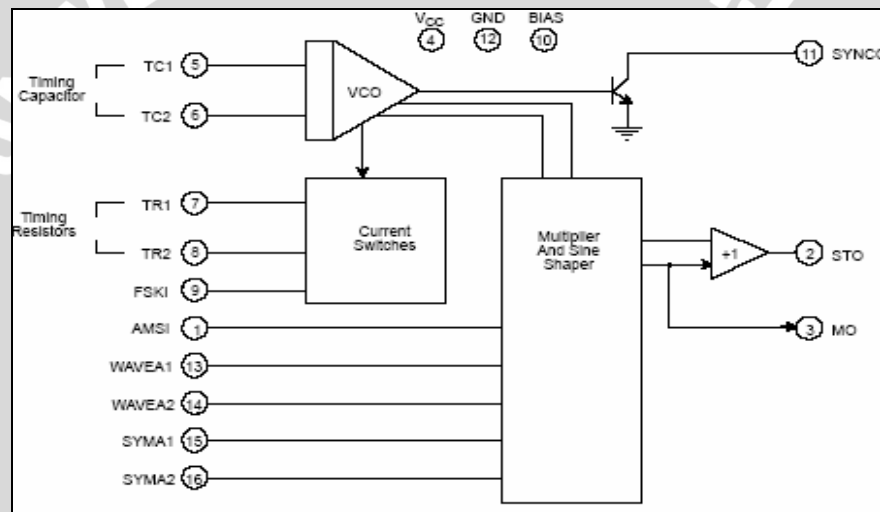 VCC GND BIAS
4 12 10
11 SYNCO
Timing
Capacitor
TC1 5
TC2 6
VCO
Timing
Resistors
TR1 7
TR2 8
FSKI 9
Current
Switches
Multiplier
And Sine
Shaper
+1
2 STO
3 MO
AMSI 1
WAVEA1 13
WAVEA2 14
SYMA1 15
SYMA2 16